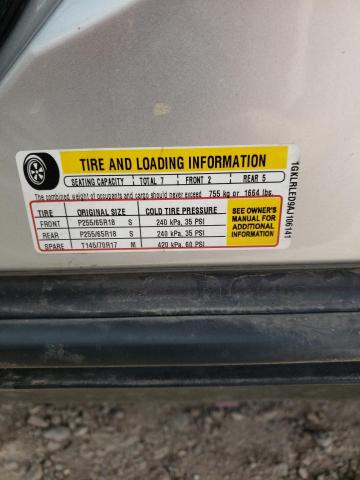 TIRE AND LOADING INFORMATION
SEATING CAPACITY TOTAL 7 FRONT 2 REAR 5
The combined weight of occupants and cargo should never exceed 755 kg or 1664 lbs.
TIRE ORIGINAL SIZE COLD TIRE PRESSURE
FRONT P255/65R18 S 240 kPa, 35 PSI
REAR P255/65R18 S 240 kPa, 35 PSI
SPARE T145/70R17 M 420 kPa, 60 PSI
SEE OWNER'S
MANUAL FOR
ADDITIONAL
INFORMATION
1GKLRLED9AJ106141